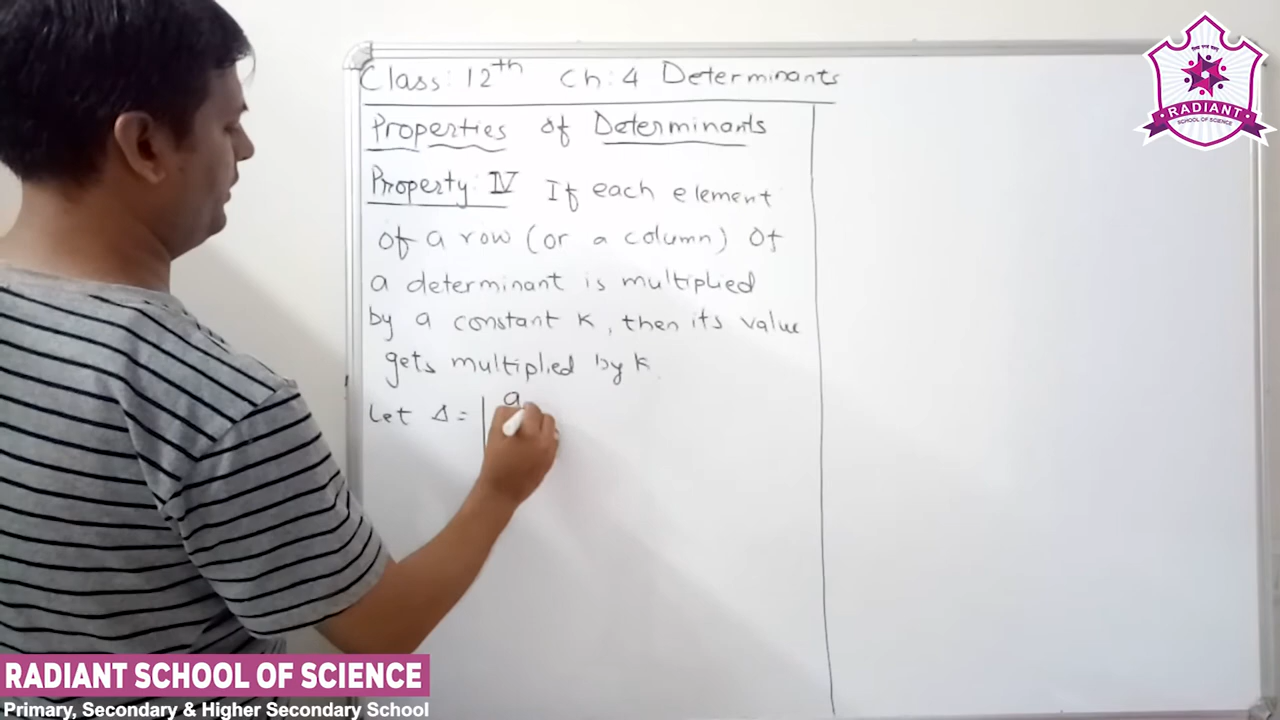 Class: 12th Ch: 4 Determinants
Properties of Determinants
Property: IV If each element
of a row (or a column) of
a determinant is multiplied
by a constant K, then its value
gets multiplied by K.
Let Δ = | a
RADIANT
SCHOOL OF SCIENCE
RADIANT SCHOOL OF SCIENCE
Primary, Secondary & Higher Secondary School